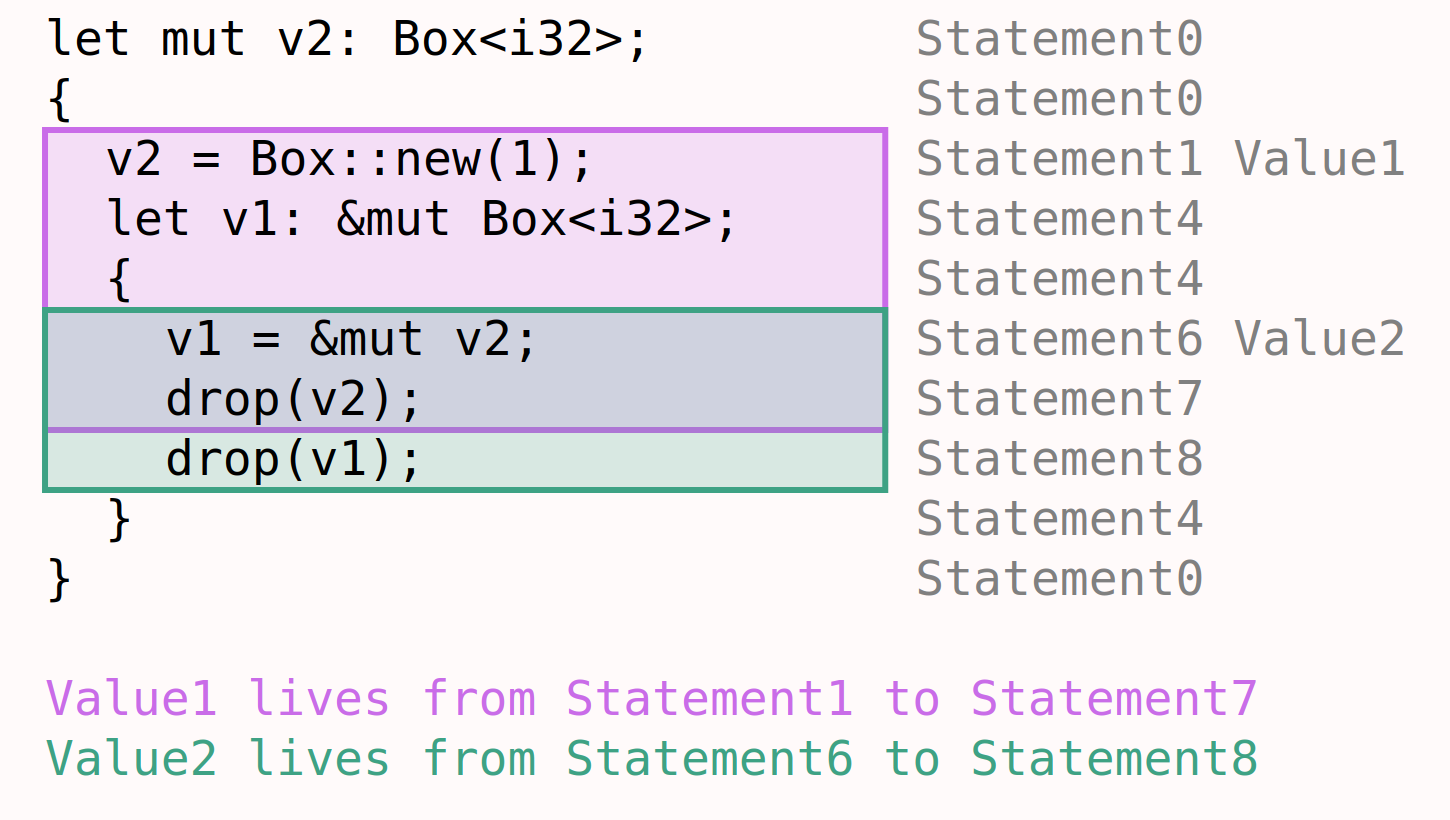 let mut v2: Box<i32>; Statement0
{ Statement0
v2 = Box::new(1); Statement1 Value1
let v1: &mut Box<i32>; Statement4
{ Statement4
v1 = &mut v2; Statement6 Value2
drop(v2); Statement7
drop(v1); Statement8
} Statement4
} Statement0
Value1 lives from Statement1 to Statement7
Value2 lives from Statement6 to Statement8